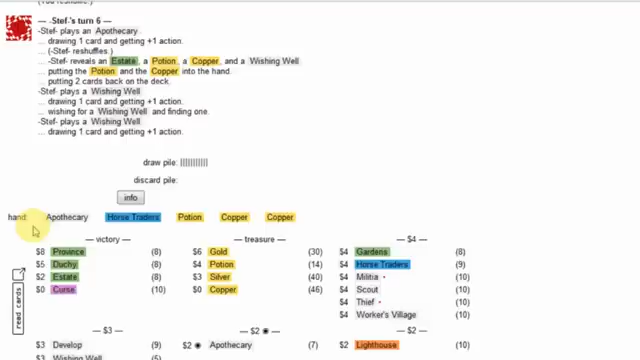 (You reshuffle.)
— -Stef-'s turn 6 —
-Stef- plays an Apothecary.
... drawing 1 card and getting +1 action.
... (-Stef- reshuffles.)
... -Stef- reveals an Estate, a Potion, a Copper, and a Wishing Well
... putting the Potion and the Copper into the hand.
... putting 2 cards back on the deck.
-Stef- plays a Wishing Well
... drawing 1 card and getting +1 action.
... wishing for a Wishing Well and finding one.
-Stef- plays a Wishing Well
... drawing 1 card and getting +1 action.
draw pile: |||||||||||
discard pile:
info
hand: Apothecary Horse Traders Potion Copper Copper
— victory — — treasure — — $4 —
$8 Province (8) $6 Gold (30) $4 Gardens (8)
$5 Duchy (8) $4 Potion (14) $4 Horse Traders (9)
$2 Estate (8) $3 Silver (40) $4 Militia (10)
$0 Curse (10) $0 Copper (46) $4 Scout (10)
$4 Thief (10)
$4 Worker's Village (10)
read cards
— $3 — — $2 ◉ — — $2 —
$3 Develop (9) $2 ◉ Apothecary (7) $2 Lighthouse (10)
$3 Wishing Well